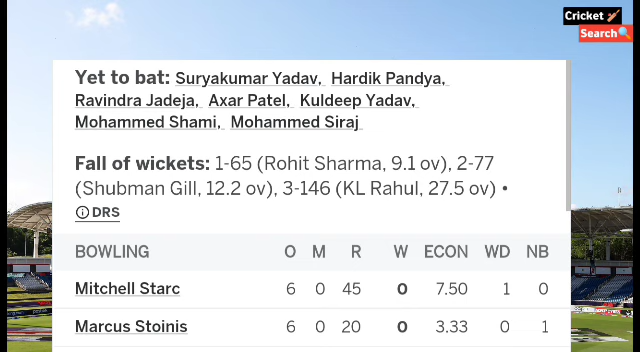 Cricket
Search
Yet to bat: Suryakumar Yadav, Hardik Pandya,
Ravindra Jadeja, Axar Patel, Kuldeep Yadav,
Mohammed Shami, Mohammed Siraj
Fall of wickets: 1-65 (Rohit Sharma, 9.1 ov), 2-77
(Shubman Gill, 12.2 ov), 3-146 (KL Rahul, 27.5 ov) •
DRS
BOWLING O M R W ECON WD NB
Mitchell Starc 6 0 45 0 7.50 1 0
Marcus Stoinis 6 0 20 0 3.33 0 1